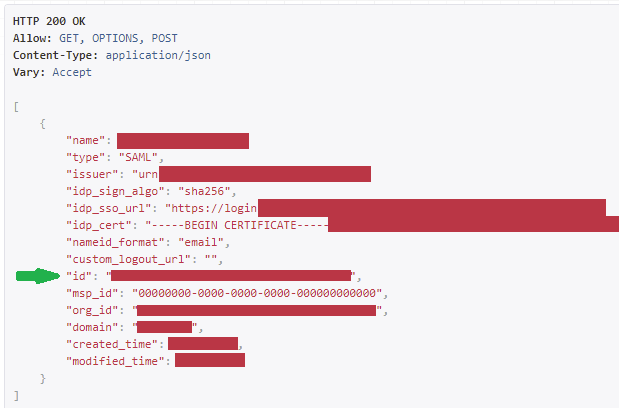 HTTP 200 OK
Allow: GET, OPTIONS, POST
Content-Type: application/json
Vary: Accept
[
{
"name":
"type": "SAML",
"issuer": "urn
"idp_sign_algo": "sha256",
"idp_sso_url": "https://login
"idp_cert": "-----BEGIN CERTIFICATE-----
"nameid_format": "email",
"custom_logout_url": "",
"id": "",
"msp_id": "00000000-0000-0000-0000-000000000000",
"org_id": "",
"domain": "",
"created_time": ,
"modified_time":
}
]